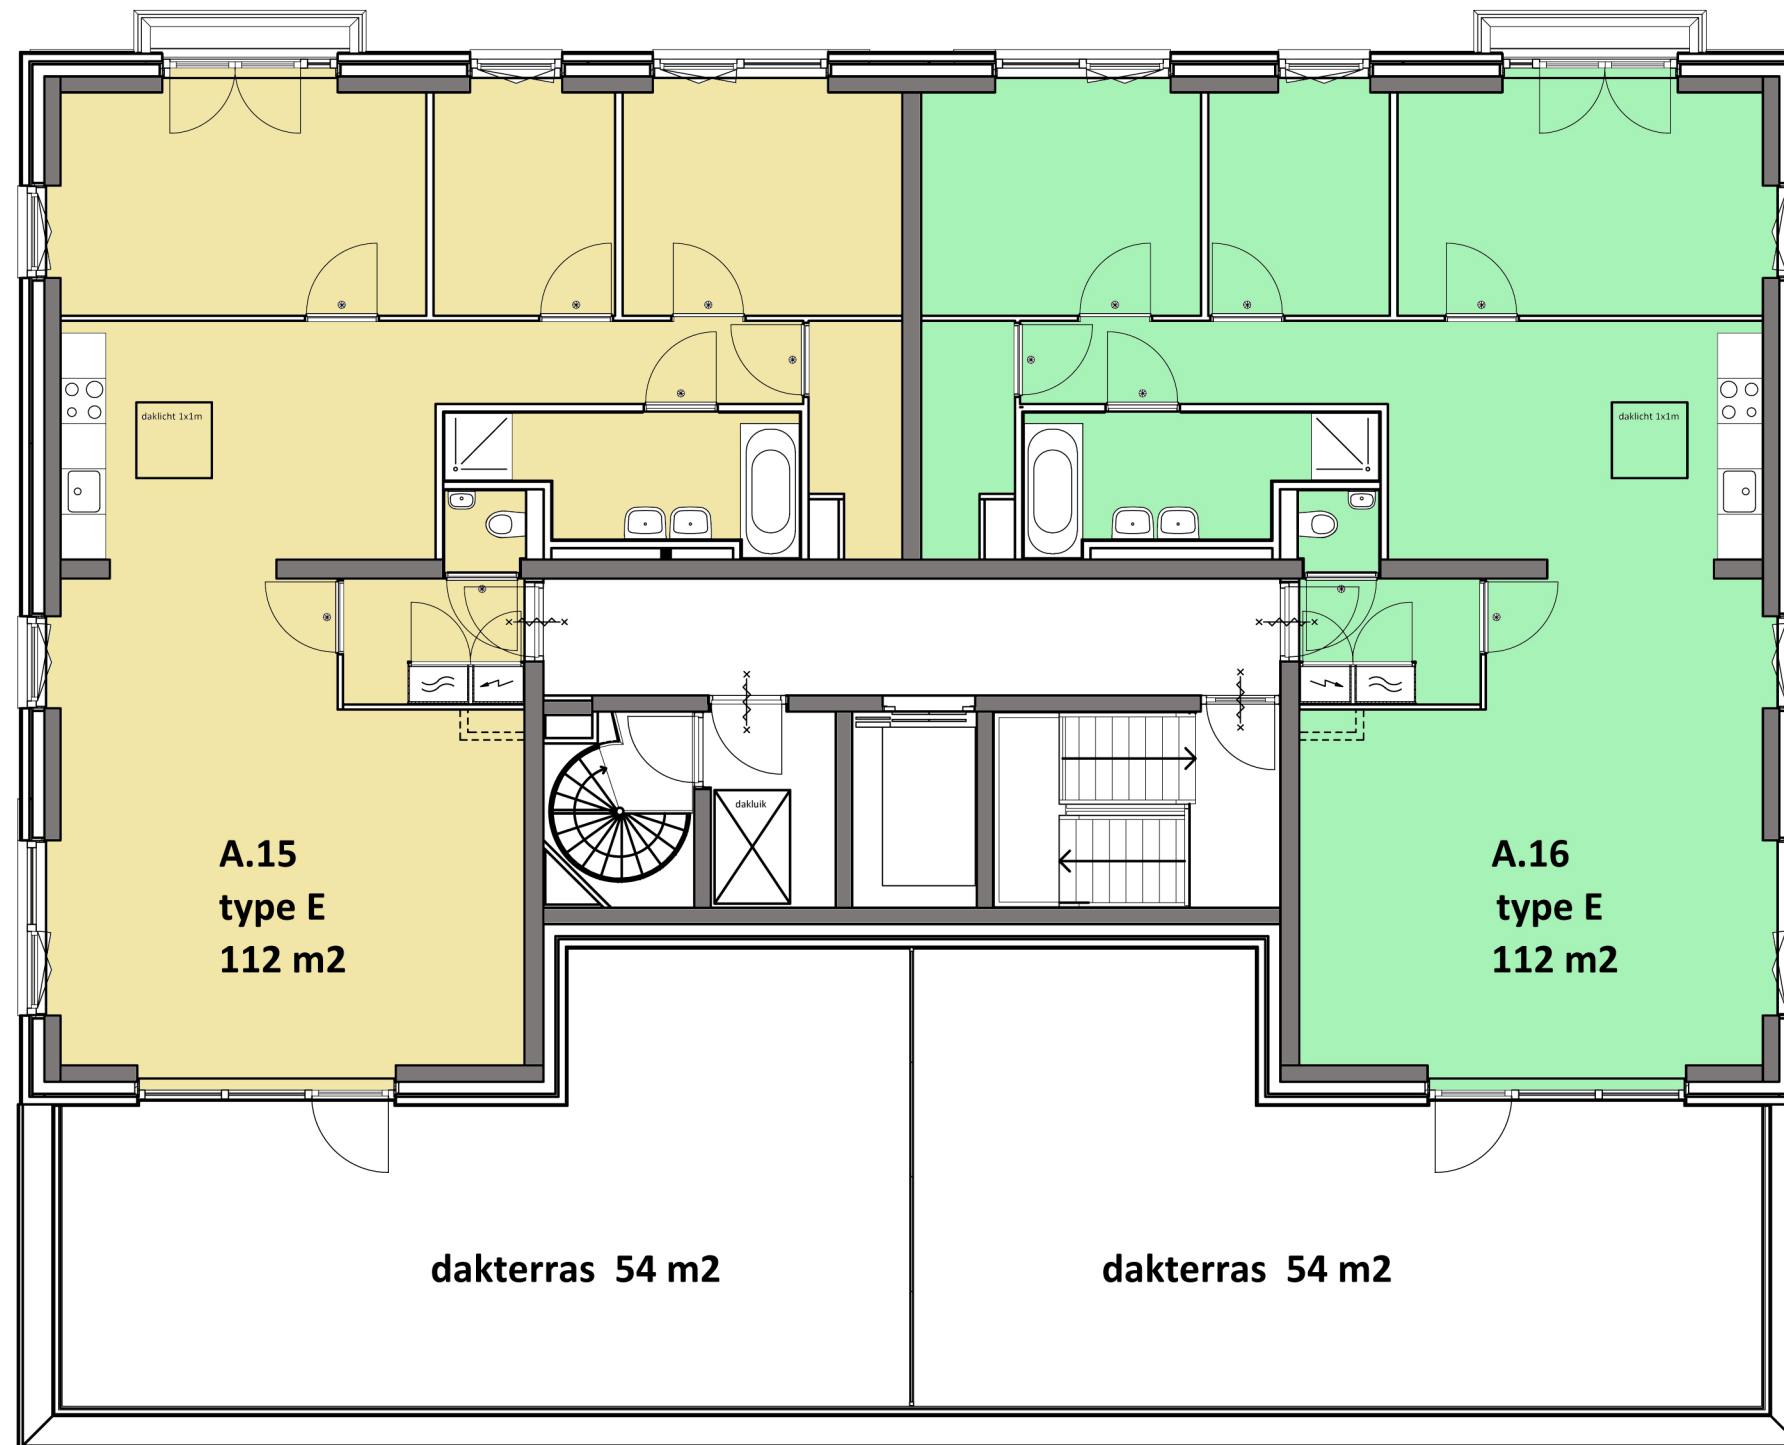 daklicht 1x1m
daklicht 1x1m
dakluik
A.15
type E
112 m2
A.16
type E
112 m2
dakterras 54 m2
dakterras 54 m2